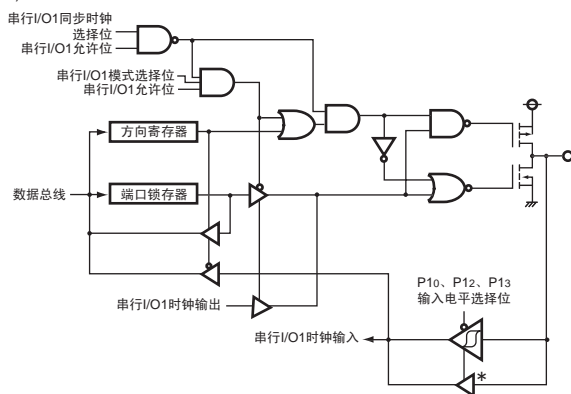 串行I/O1同步时钟
选择位
串行I/O1允许位
串行I/O1模式选择位
串行I/O1允许位
方向寄存器
数据总线
端口锁存器
P10、P12、P13
输入电平选择位
串行I/O1时钟输出
串行I/O1时钟输入
*